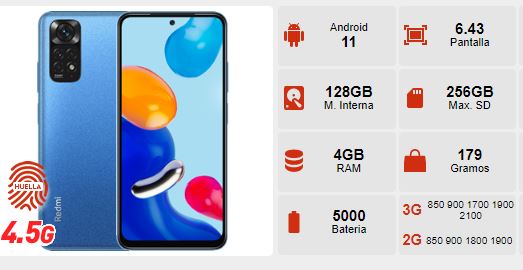 HUELLA
4.5G
Redmi
Android
11
6.43
Pantalla
128GB
M. Interna
256GB
Max. SD
4GB
RAM
179
Gramos
5000
Bateria
3G 850 900 1700 1900
2100
2G 850 900 1800 1900